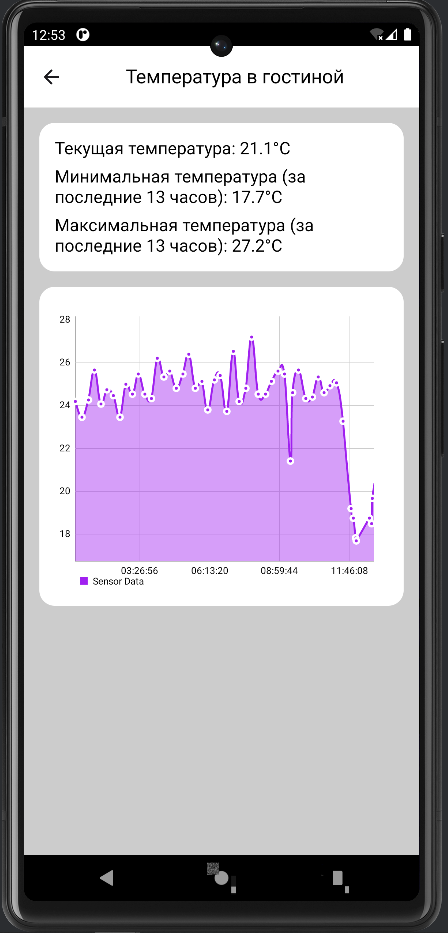 12:53
Температура в гостиной
Текущая температура: 21.1°C
Минимальная температура (за
последние 13 часов): 17.7°C
Максимальная температура (за
последние 13 часов): 27.2°C
28
26
24
22
20
18
03:26:56 06:13:20 08:59:44 11:46:08
Sensor Data